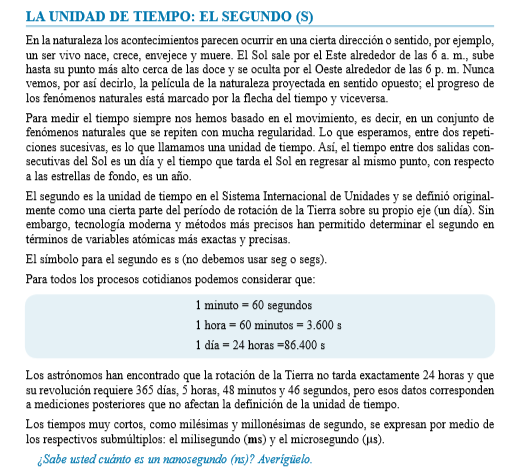 LA UNIDAD DE TIEMPO: EL SEGUNDO (S)
En la naturaleza los acontecimientos parecen ocurrir en una cierta dirección o sentido, por ejemplo,
un ser vivo nace, crece, envejece y muere. El Sol sale por el Este alrededor de las 6 a. m., sube
hasta su punto más alto cerca de las doce y se oculta por el Oeste alrededor de las 6 p. m. Nunca
vemos, por así decirlo, la película de la naturaleza proyectada en sentido opuesto; el progreso de
los fenómenos naturales está marcado por la flecha del tiempo y viceversa.
Para medir el tiempo siempre nos hemos basado en el movimiento, es decir, en un conjunto de
fenómenos naturales que se repiten con mucha regularidad. Lo que esperamos, entre dos repeti-
ciones sucesivas, es lo que llamamos una unidad de tiempo. Así, el tiempo entre dos salidas con-
secutivas del Sol es un día y el tiempo que tarda el Sol en regresar al mismo punto, con respecto
a las estrellas de fondo, es un año.
El segundo es la unidad de tiempo en el Sistema Internacional de Unidades y se definió original-
mente como una cierta parte del período de rotación de la Tierra sobre su propio eje (un día). Sin
embargo, tecnología moderna y métodos más precisos han permitido determinar el segundo en
términos de variables atómicas más exactas y precisas.
El símbolo para el segundo es s (no debemos usar seg o segs).
Para todos los procesos cotidianos podemos considerar que:
1 minuto = 60 segundos
1 hora = 60 minutos = 3.600 s
1 día = 24 horas =86.400 s
Los astrónomos han encontrado que la rotación de la Tierra no tarda exactamente 24 horas y que
su revolución requiere 365 días, 5 horas, 48 minutos y 46 segundos, pero esos datos corresponden
a mediciones posteriores que no afectan la definición de la unidad de tiempo.
Los tiempos muy cortos, como milésimas y millonésimas de segundo, se expresan por medio de
los respectivos submúltiplos: el milisegundo (ms) y el microsegundo (µs).
¿Sabe usted cuánto es un nanosegundo (ns)? Averígüelo.